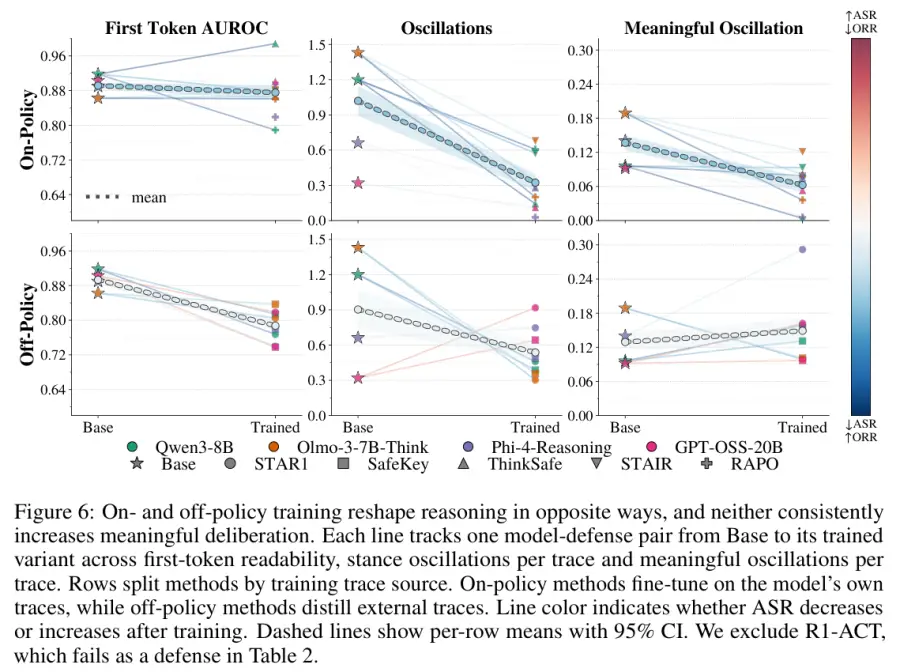 First Token AUROC
Oscillations
Meaningful Oscillation
↑ASR
↓ORR
On-Policy
0.96
0.88
0.80
0.72
0.64
mean
1.5
1.2
0.9
0.6
0.3
0.0
0.30
0.24
0.18
0.12
0.06
0.00
Off-Policy
0.96
0.88
0.80
0.72
0.64
1.5
1.2
0.9
0.6
0.3
0.0
0.30
0.24
0.18
0.12
0.06
0.00
↓ASR
↑ORR
Base Trained
Base Trained
Base Trained
Qwen3-8B Olmo-3-7B-Think Phi-4-Reasoning GPT-OSS-20B
Base STAR1 SafeKey ThinkSafe STAIR RAPO
Figure 6: On- and off-policy training reshape reasoning in opposite ways, and neither consistently
increases meaningful deliberation. Each line tracks one model-defense pair from Base to its trained
variant across first-token readability, stance oscillations per trace and meaningful oscillations per
trace. Rows split methods by training trace source. On-policy methods fine-tune on the model's own
traces, while off-policy methods distill external traces. Line color indicates whether ASR decreases
or increases after training. Dashed lines show per-row means with 95% CI. We exclude R1-ACT,
which fails as a defense in Table 2.